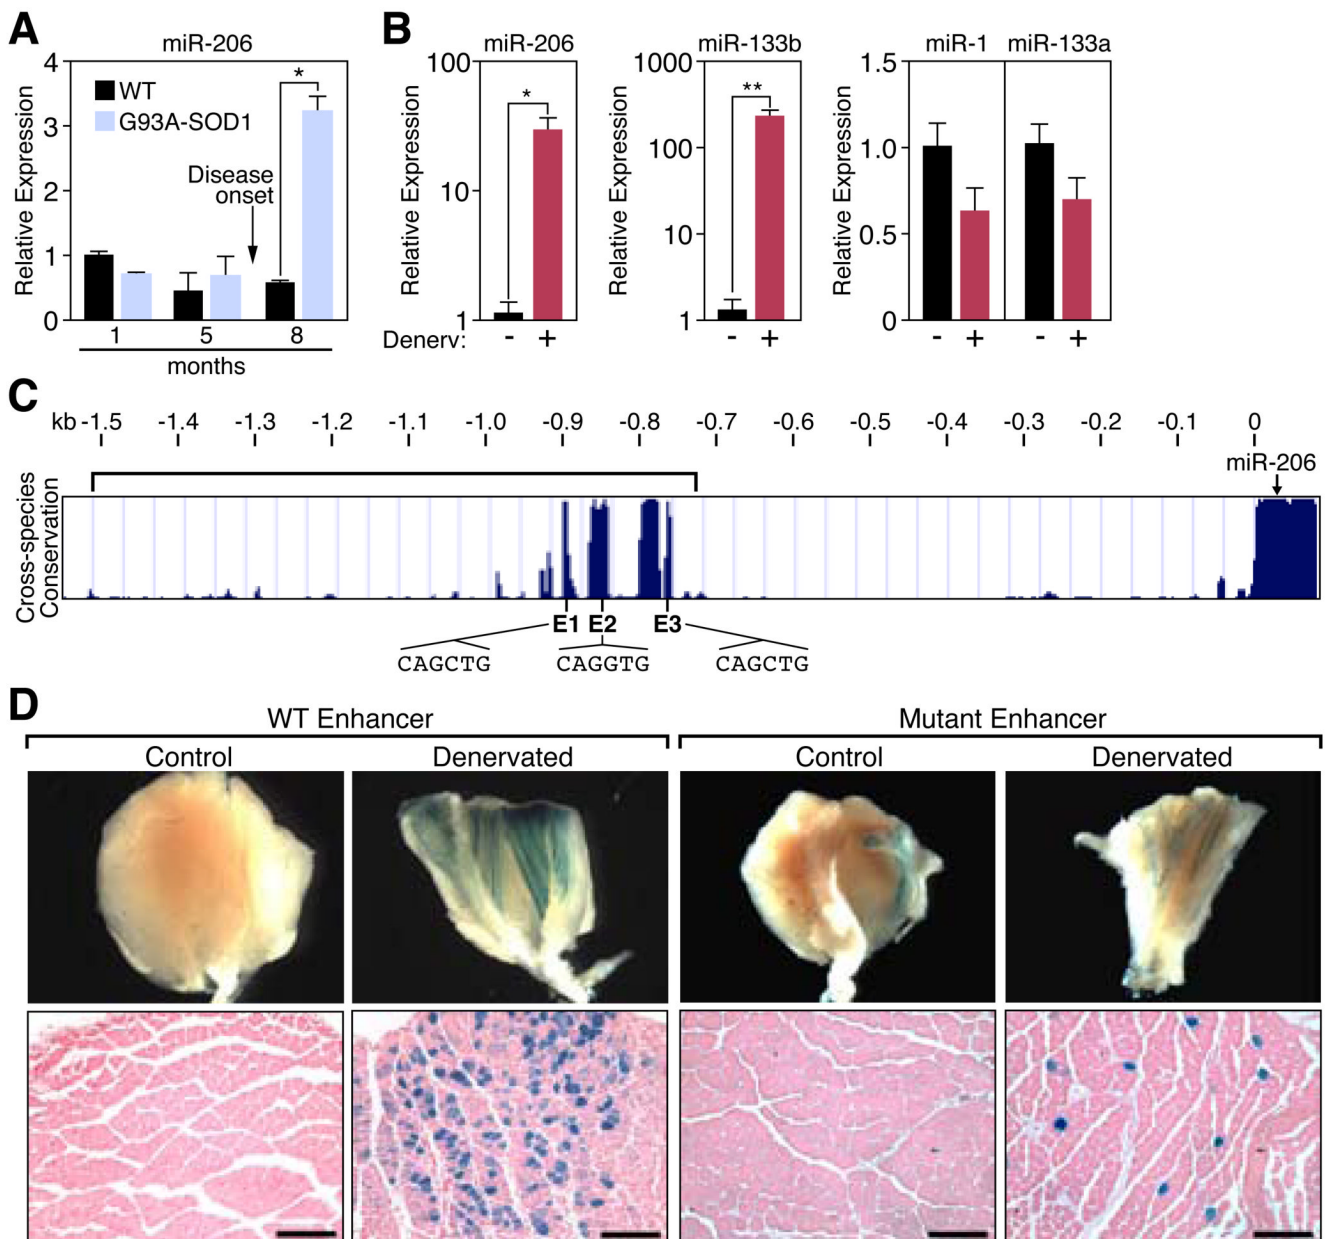 A
miR-206
4
3
2
1
0
Relative Expression
WT
G93A-SOD1
Disease
onset
*
1 5 8
months
B
miR-206
100
10
1
Relative Expression
*
Denerv: - +
miR-133b
1000
100
10
1
Relative Expression
**
- +
miR-1 miR-133a
1.5
1.0
0.5
0
Relative Expression
- + - +
C
kb -1.5 -1.4 -1.3 -1.2 -1.1 -1.0 -0.9 -0.8 -0.7 -0.6 -0.5 -0.4 -0.3 -0.2 -0.1 0
miR-206
Cross-species
Conservation
E1 E2 E3
CAGCTG CAGGTG CAGCTG
D
WT Enhancer Mutant Enhancer
Control Denervated Control Denervated